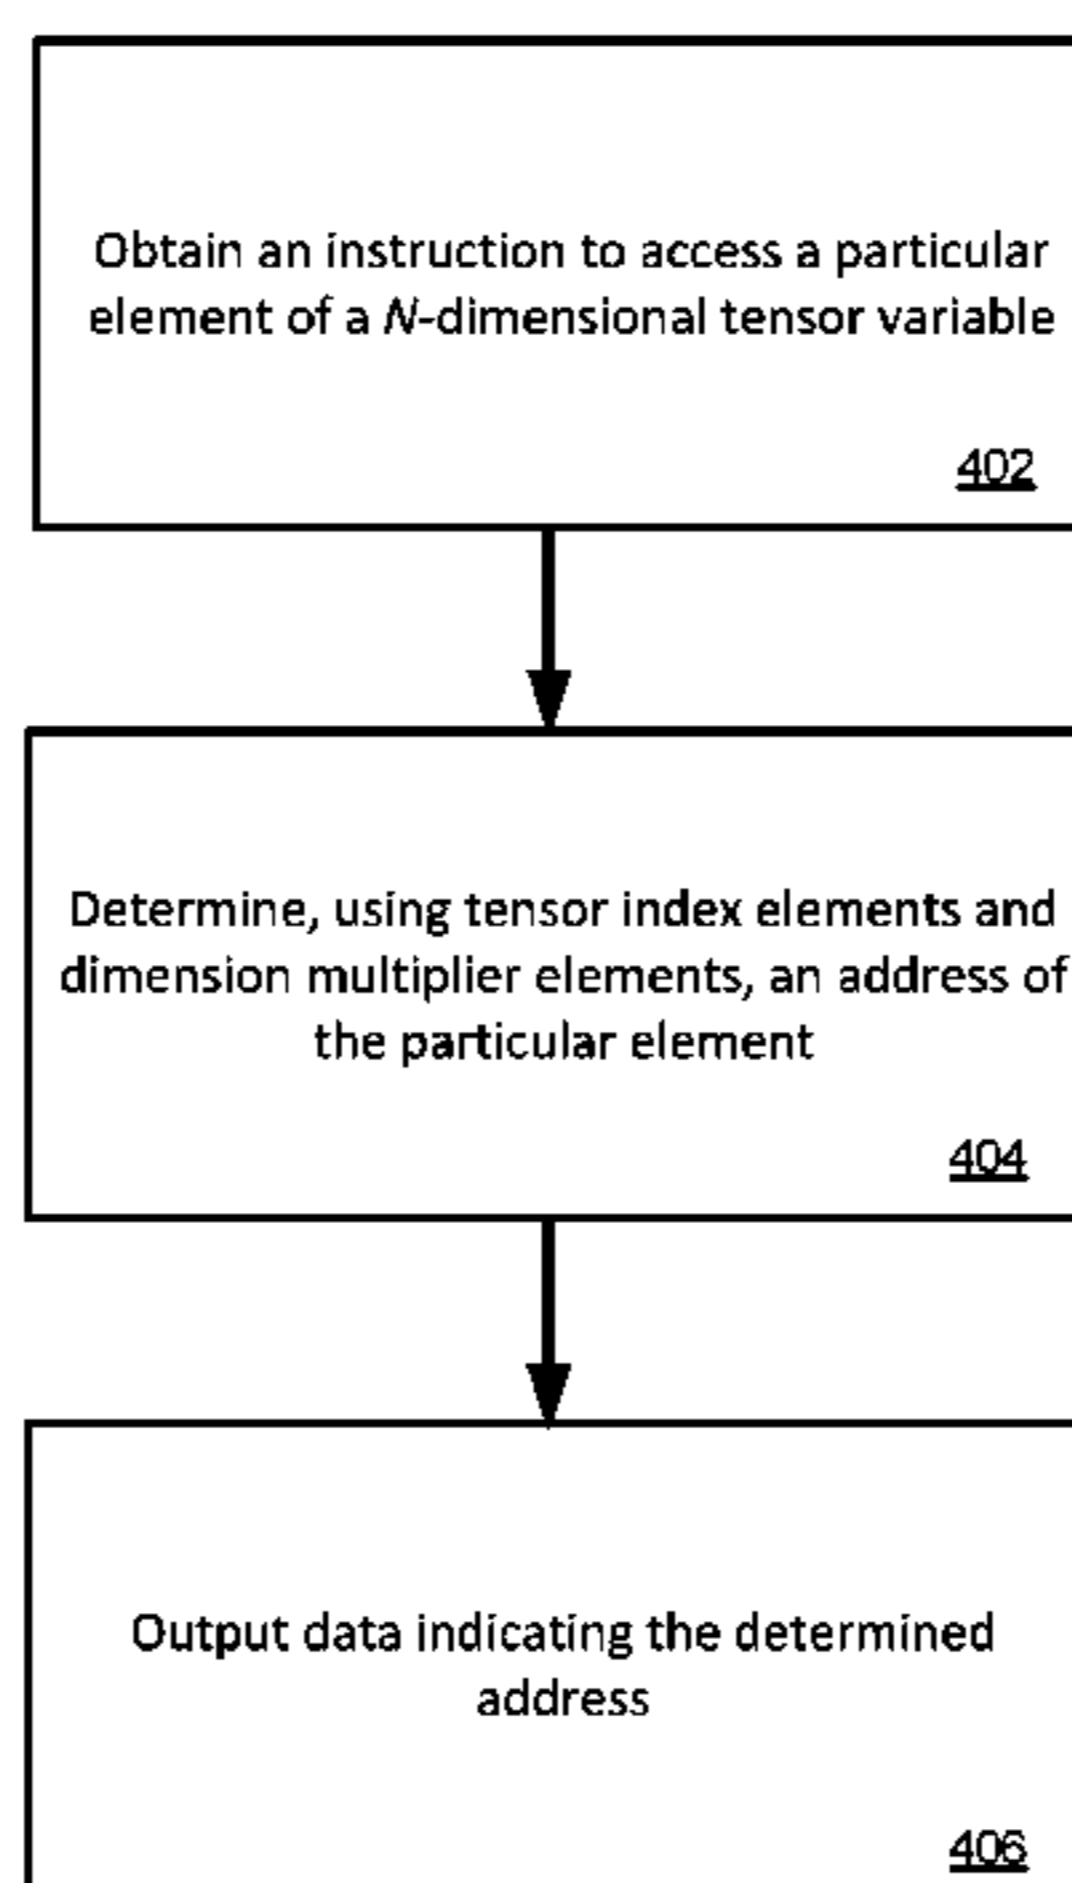 Obtain an instruction to access a particular
element of a N-dimensional tensor variable
402
Determine, using tensor index elements and
dimension multiplier elements, an address of
the particular element
404
Output data indicating the determined
address
406